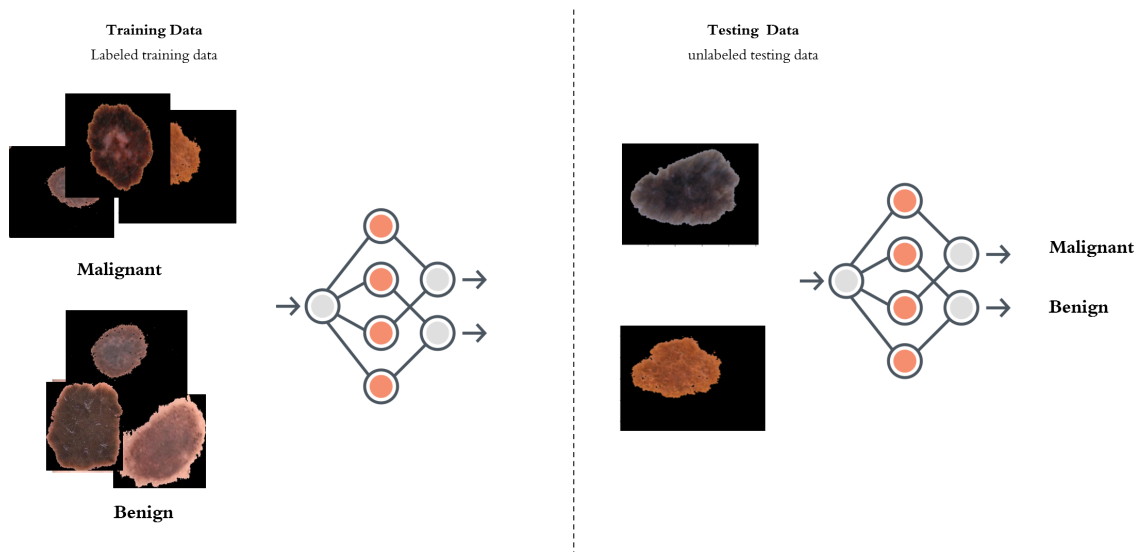 Training Data
Labeled training data
Malignant
Benign
Testing Data
unlabeled testing data
Malignant
Benign